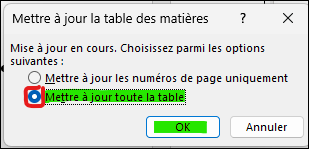 Mettre à jour la table des matières
Mise à jour en cours. Choisissez parmi les options
suivantes :
Mettre à jour les numéros de page uniquement
Mettre à jour toute la table
OK Annuler